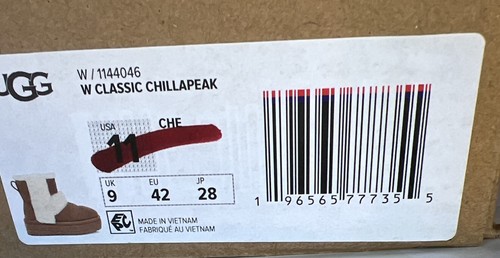 UGG
W / 1144046
W CLASSIC CHILLAPEAK
USA
11
CHE
UK EU JP
9 42 28
MADE IN VIETNAM
FABRIQUÉ AU VIETNAM
1 96565 77735 5